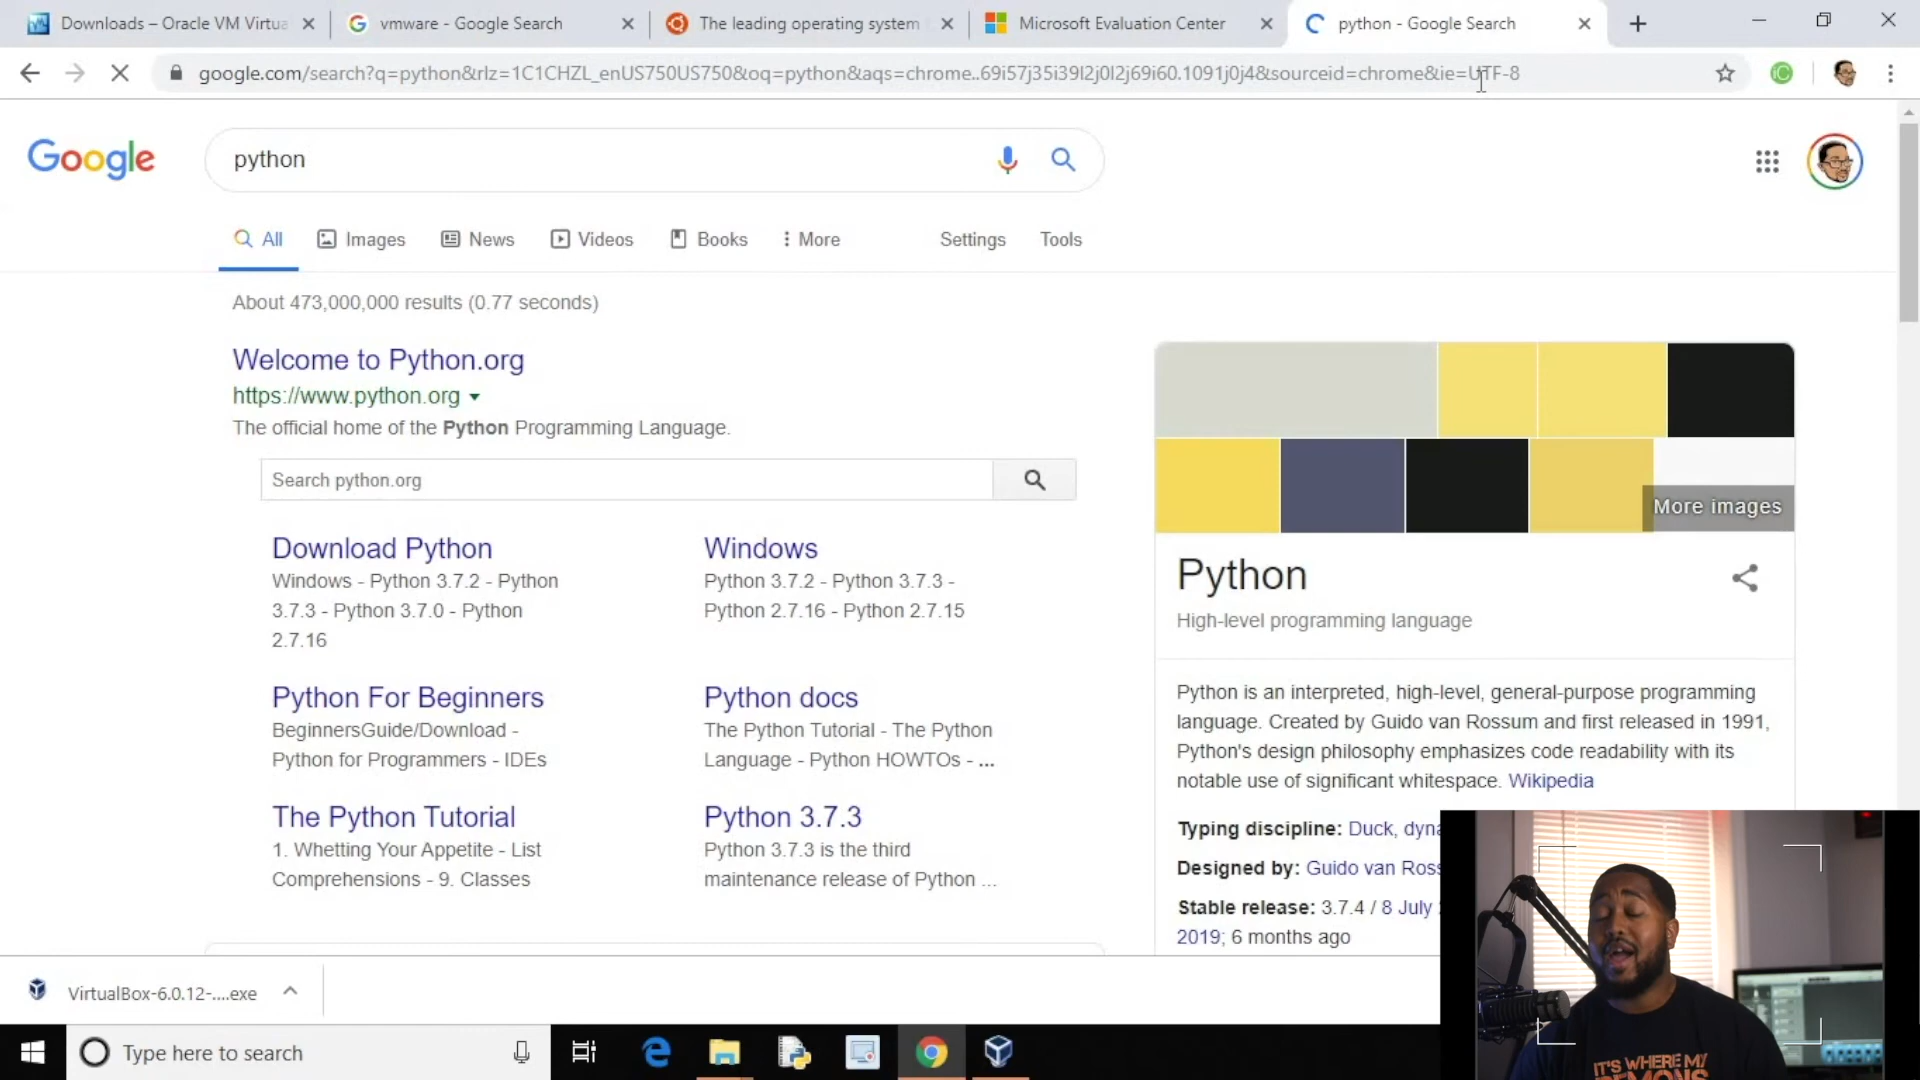 Downloads – Oracle VM Virtua
vmware - Google Search
The leading operating system
Microsoft Evaluation Center
python - Google Search
google.com/search?q=python&rlz=1C1CHZL_enUS750US750&oq=python&aqs=chrome..69i57j35i39l2j0l2j69i60.1091j0j4&sourceid=chrome&ie=UTF-8
Google
python
All
Images
News
Videos
Books
More
Settings
Tools
About 473,000,000 results (0.77 seconds)
Welcome to Python.org
https://www.python.org
The official home of the Python Programming Language.
Search python.org
Download Python
Windows - Python 3.7.2 - Python
3.7.3 - Python 3.7.0 - Python
2.7.16
Windows
Python 3.7.2 - Python 3.7.3 -
Python 2.7.16 - Python 2.7.15
Python For Beginners
BeginnersGuide/Download -
Python for Programmers - IDEs
Python docs
The Python Tutorial - The Python
Language - Python HOWTOs - ...
The Python Tutorial
1. Whetting Your Appetite - List
Comprehensions - 9. Classes
Python 3.7.3
Python 3.7.3 is the third
maintenance release of Python ...
More images
Python
High-level programming language
Python is an interpreted, high-level, general-purpose programming
language. Created by Guido van Rossum and first released in 1991,
Python's design philosophy emphasizes code readability with its
notable use of significant whitespace. Wikipedia
Typing discipline: Duck, dyna
Designed by: Guido van Ross
Stable release: 3.7.4 / 8 July
2019; 6 months ago
VirtualBox-6.0.12-....exe
Type here to search
IT'S WHERE MY
DEMONS